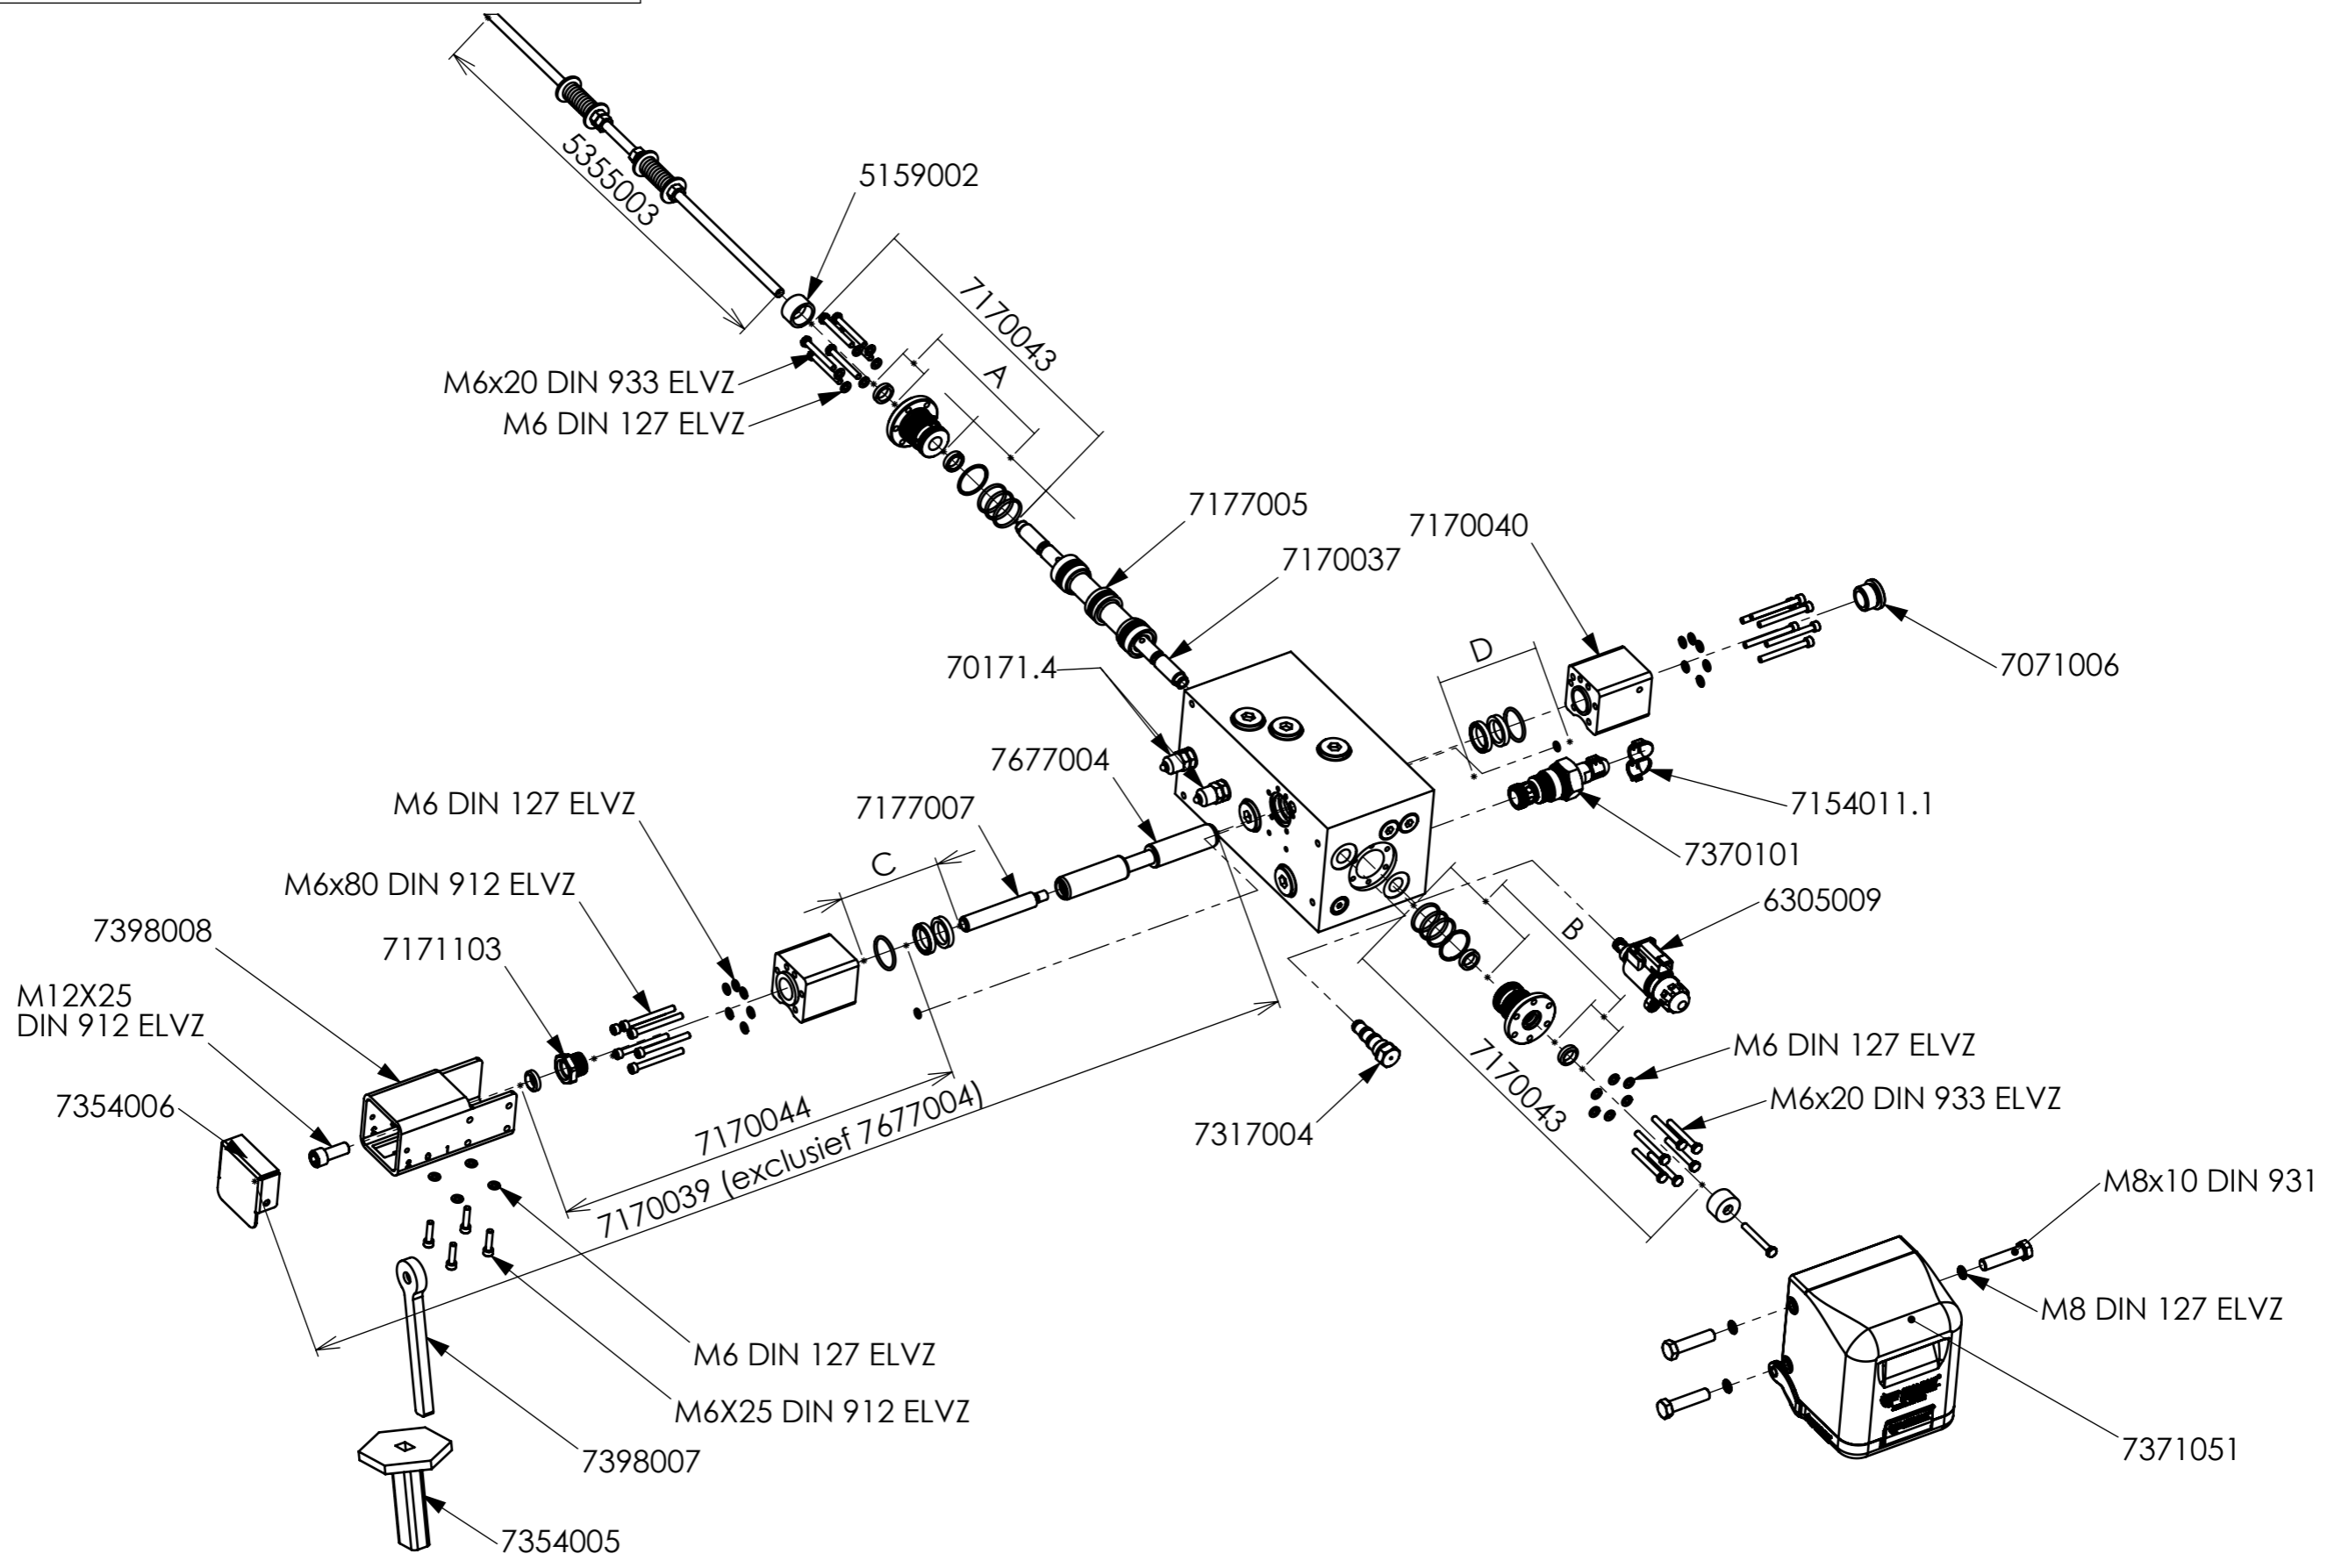 5355003
5159002
7170043
A
M6x20 DIN 933 ELVZ
M6 DIN 127 ELVZ
7177005
7170037
7170040
7071006
D
70171.4
7677004
7177007
M6 DIN 127 ELVZ
C
M6x80 DIN 912 ELVZ
7398008
7171103
M12X25
DIN 912 ELVZ
7354006
7154011.1
7370101
6305009
B
M6 DIN 127 ELVZ
M6x20 DIN 933 ELVZ
7170043
7317004
7170044
7170039 (exclusief 7677004)
M8x10 DIN 931
M8 DIN 127 ELVZ
M6 DIN 127 ELVZ
M6X25 DIN 912 ELVZ
7398007
7354005
7371051